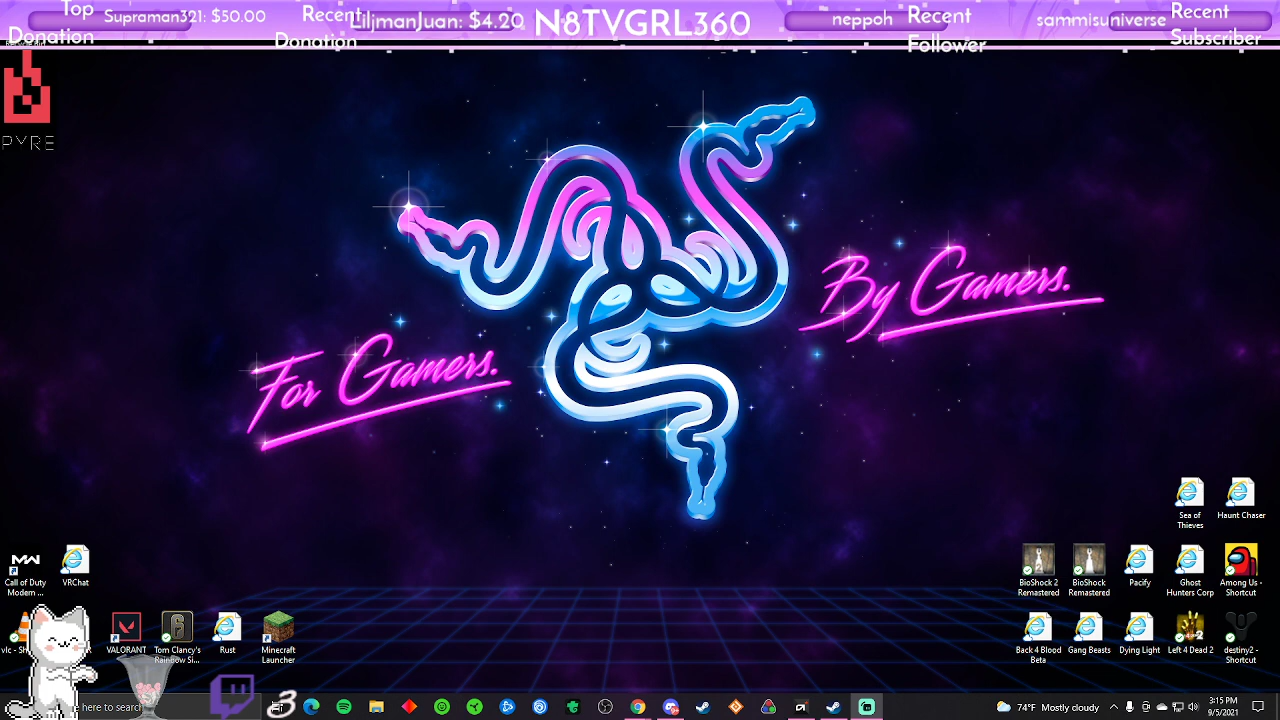 Top
Donation
Supraman321: $50.00
Recent
Donation
LiljmanJuan: $4.20
N8TVGRL360
neppoh
Recent
Follower
sammisuniverse
Recent
Subscriber
PYRE
For Gamers.
By Gamers.
Sea of
Thieves
Haunt Chaser
Call of Duty
Modern ...
VRChat
BioShock 2
Remastered
BioShock
Remastered
Pacify
Ghost
Hunters Corp
Among Us -
Shortcut
vlc - Sh
VALORANT
Tom Clancy's
Rainbow Si...
Rust
Minecraft
Launcher
Back 4 Blood
Beta
Gang Beasts
Dying Light
Left 4 Dead 2
destiny2 -
Shortcut
e here to search
3
74°F Mostly cloudy
3:15 PM
9/5/2021